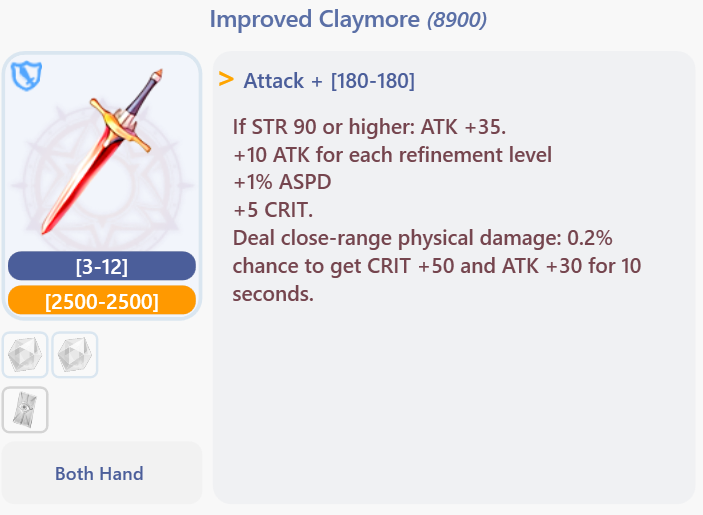 Improved Claymore (8900)
> Attack + [180-180]
If STR 90 or higher: ATK +35.
+10 ATK for each refinement level
+1% ASPD
+5 CRIT.
Deal close-range physical damage: 0.2%
chance to get CRIT +50 and ATK +30 for 10
seconds.
[3-12]
[2500-2500]
Both Hand